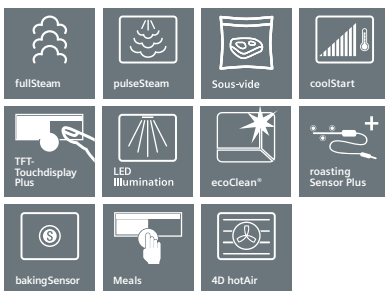 fullSteam
pulseSteam
Sous-vide
coolStart
TFT-
Touchdisplay
Plus
LED
Illumination
ecoClean®
roasting
Sensor Plus
S
bakingSensor
Meals
4D hotAir